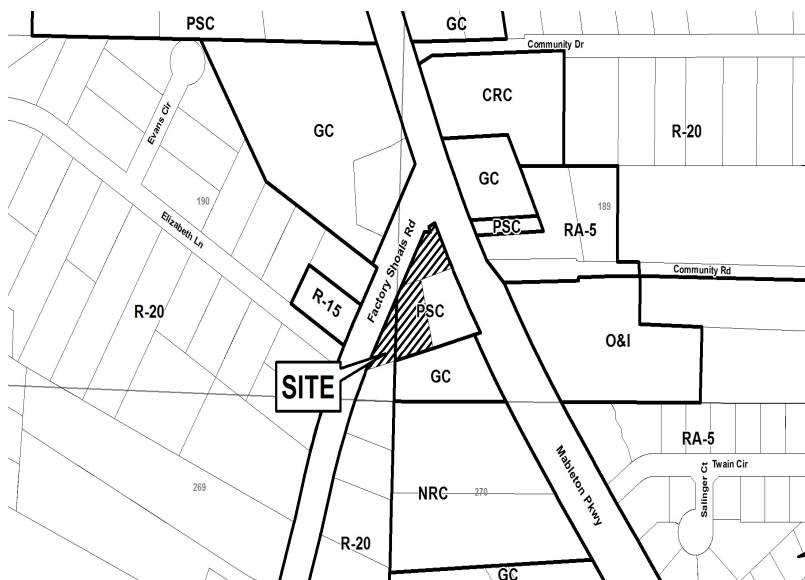 PSC
GC
Community Dr
CRC
GC
R-20
Evans Cir
GC
190
189
PSC
RA-5
Elizabeth Ln
Factory Shoals Rd
Community Rd
R-15
R-20
PSC
O&I
SITE
GC
RA-5
Twain Cir
Mableton Pkwy
Salinger Ct
269
NRC
270
R-20
GC